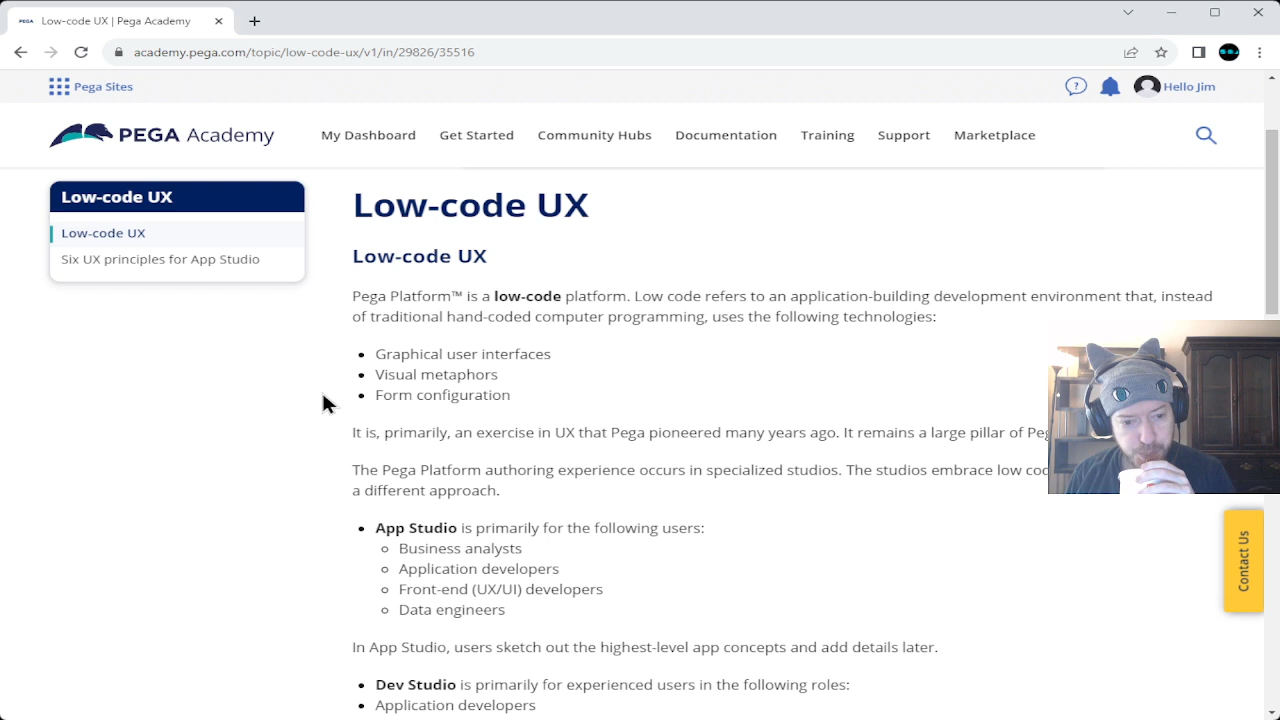 PEGA Low-code UX | Pega Academy
academy.pega.com/topic/low-code-ux/v1/in/29826/35516
Pega Sites
Hello Jim
PEGA Academy
My Dashboard
Get Started
Community Hubs
Documentation
Training
Support
Marketplace
Low-code UX
Low-code UX
Six UX principles for App Studio
Low-code UX
Low-code UX
Pega Platform™ is a low-code platform. Low code refers to an application-building development environment that, instead
of traditional hand-coded computer programming, uses the following technologies:
Graphical user interfaces
Visual metaphors
Form configuration
It is, primarily, an exercise in UX that Pega pioneered many years ago. It remains a large pillar of
The Pega Platform authoring experience occurs in specialized studios. The studios embrace low
a different approach.
App Studio is primarily for the following users:
Business analysts
Application developers
Front-end (UX/UI) developers
Data engineers
In App Studio, users sketch out the highest-level app concepts and add details later.
Dev Studio is primarily for experienced users in the following roles:
Application developers
Contact Us